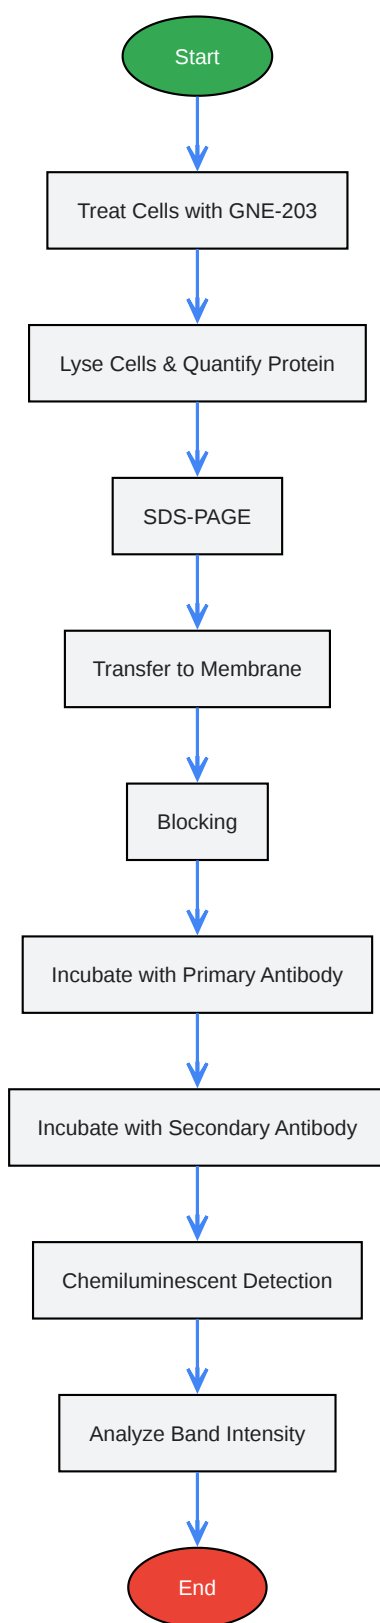 Start
Treat Cells with GNE-203
Lyse Cells & Quantify Protein
SDS-PAGE
Transfer to Membrane
Blocking
Incubate with Primary Antibody
Incubate with Secondary Antibody
Chemiluminescent Detection
Analyze Band Intensity
End